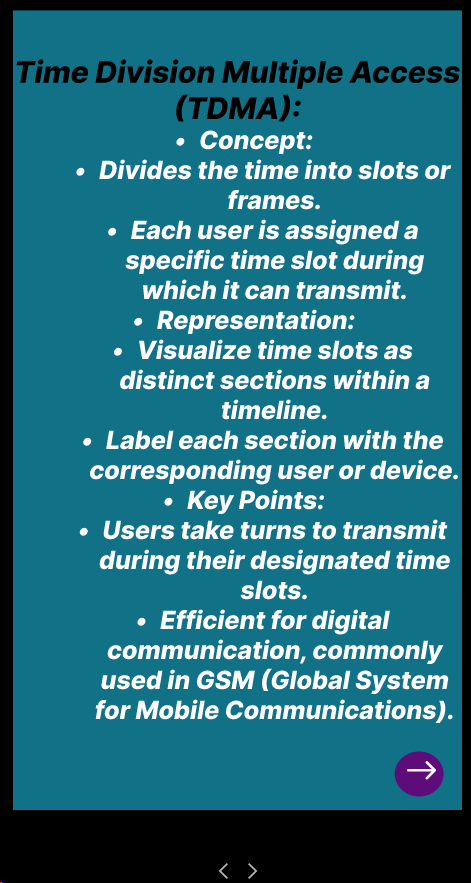 Time Division Multiple Access
(TDMA):
• Concept:
• Divides the time into slots or
frames.
• Each user is assigned a
specific time slot during
which it can transmit.
• Representation:
• Visualize time slots as
distinct sections within a
timeline.
• Label each section with the
corresponding user or device.
• Key Points:
• Users take turns to transmit
during their designated time
slots.
• Efficient for digital
communication, commonly
used in GSM (Global System
for Mobile Communications).